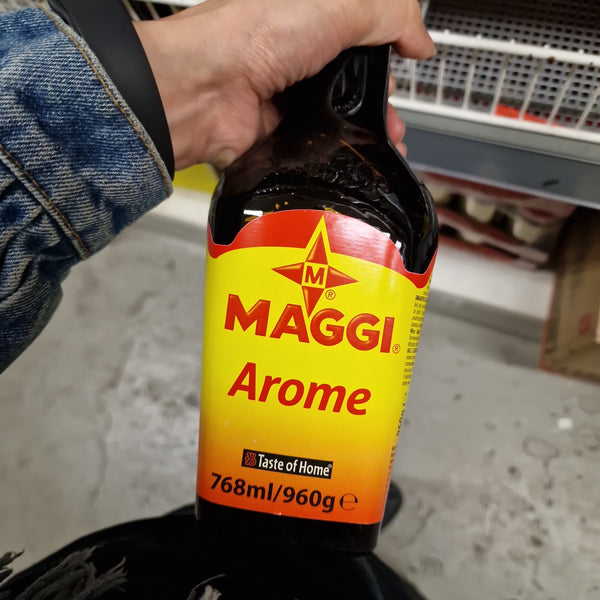 M
®
MAGGI®
Arome
Taste of Home®
768ml/960g ℮